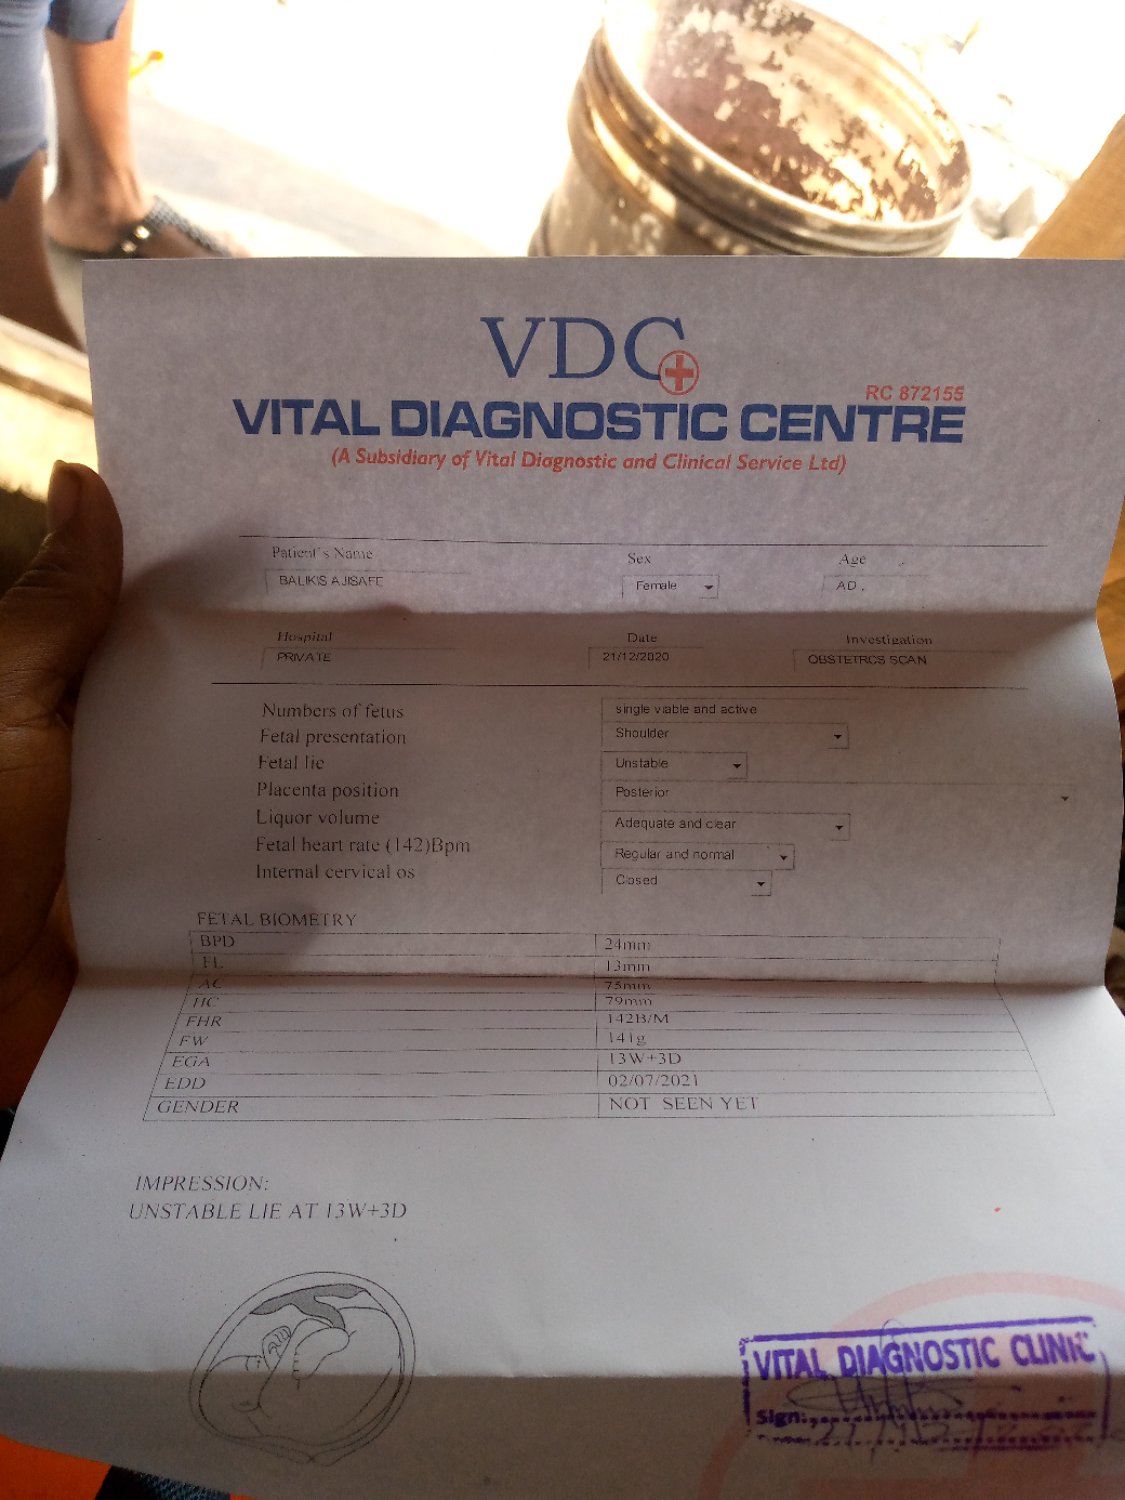 VDC
RC 872155
VITAL DIAGNOSTIC CENTRE
(A Subsidiary of Vital Diagnostic and Clinical Service Ltd)
Patient's Name Sex Age
BALIKIS AJISAFE Female AD.
Hospital Date Investigation
PRIVATE 21/12/2020 OBSTETRCS SCAN
Numbers of fetus single viable and active
Fetal presentation Shoulder
Fetal lie Unstable
Placenta position Posterior
Liquor volume Adequate and clear
Fetal heart rate (142)Bpm Regular and normal
Internal cervical os Closed
FETAL BIOMETRY
BPD 24mm
FL 13mm
AC 75mm
HC 79mm
FHR 142B/M
FW 141g
EGA 13W+3D
EDD 02/07/2021
GENDER NOT SEEN YET
IMPRESSION:
UNSTABLE LIE AT 13W+3D
VITAL DIAGNOSTIC CLINIC
Sign: